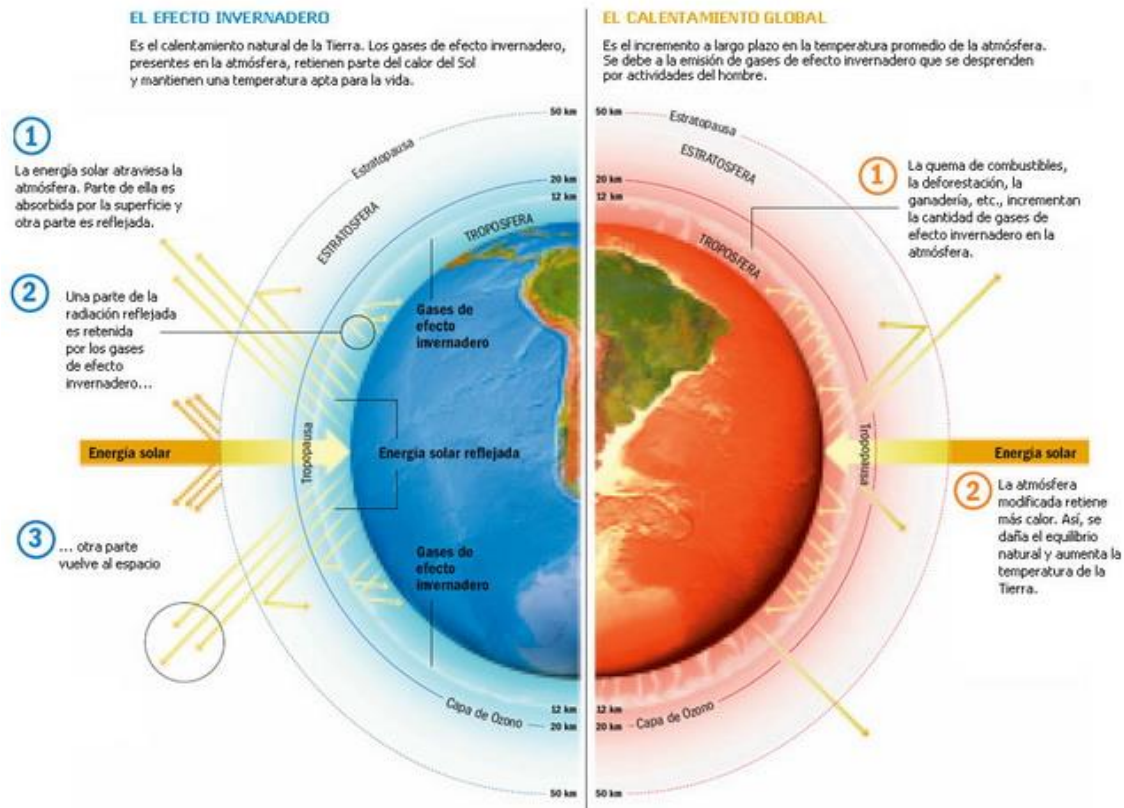 EL EFECTO INVERNADERO
Es el calentamiento natural de la Tierra. Los gases de efecto invernadero,
presentes en la atmósfera, retienen parte del calor del Sol
y mantienen una temperatura apta para la vida.
EL CALENTAMIENTO GLOBAL
Es el incremento a largo plazo en la temperatura promedio de la atmósfera.
Se debe a la emisión de gases de efecto invernadero que se desprenden
por actividades del hombre.
1
La energía solar atraviesa la
atmósfera. Parte de ella es
absorbida por la superficie y
otra parte es reflejada.
2
Una parte de la
radiación reflejada
es retenida
por los gases
de efecto
invernadero...
Energía solar
3
... otra parte
vuelve al espacio
50 km
20 km
12 km
Estratopausa
ESTRATOSFERA
TROPOSFERA
Tropopausa
Gases de
efecto
invernadero
Energía solar reflejada
Gases de
efecto
invernadero
Capa de Ozono
12 km
20 km
50 km
50 km
20 km
12 km
Estratopausa
ESTRATOSFERA
TROPOSFERA
Tropopausa
1
La quema de combustibles,
la deforestación, la
ganadería, etc., incrementan
la cantidad de gases de
efecto invernadero en la
atmósfera.
Energía solar
2
La atmósfera
modificada retiene
más calor. Así, se
daña el equilibrio
natural y aumenta la
temperatura de la
Tierra.
12 km
20 km
Capa de Ozono
50 km